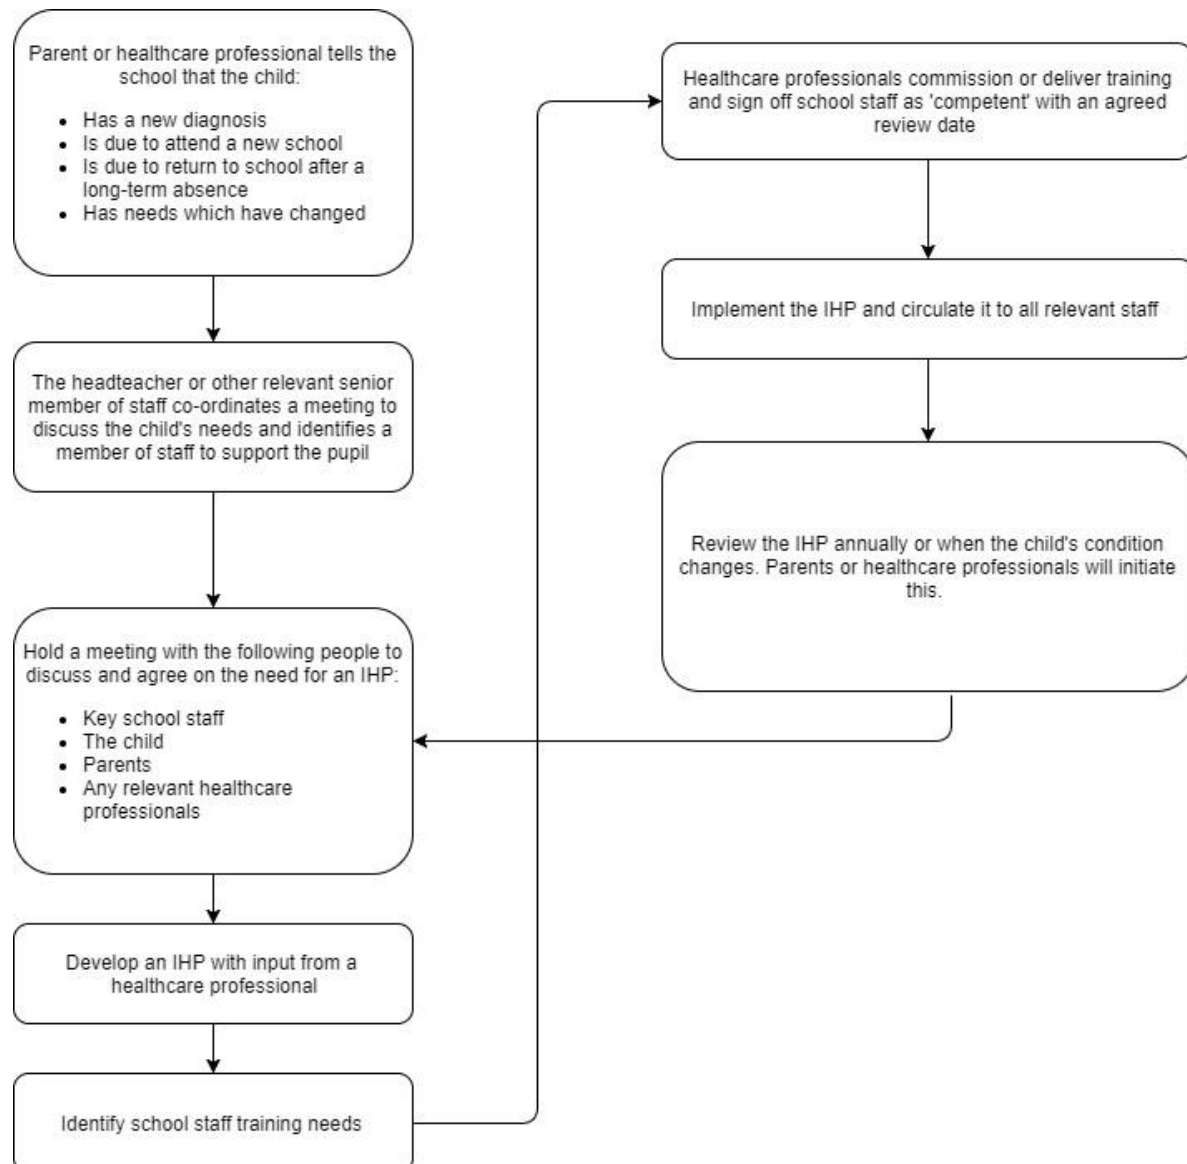 Parent or healthcare professional tells the
school that the child:
• Has a new diagnosis
• Is due to attend a new school
• Is due to return to school after a
long-term absence
• Has needs which have changed
The headteacher or other relevant senior
member of staff co-ordinates a meeting to
discuss the child's needs and identifies a
member of staff to support the pupil
Hold a meeting with the following people to
discuss and agree on the need for an IHP:
• Key school staff
• The child
• Parents
• Any relevant healthcare
professionals
Develop an IHP with input from a
healthcare professional
Identify school staff training needs
Healthcare professionals commission or deliver training
and sign off school staff as 'competent' with an agreed
review date
Implement the IHP and circulate it to all relevant staff
Review the IHP annually or when the child's condition
changes. Parents or healthcare professionals will initiate
this.